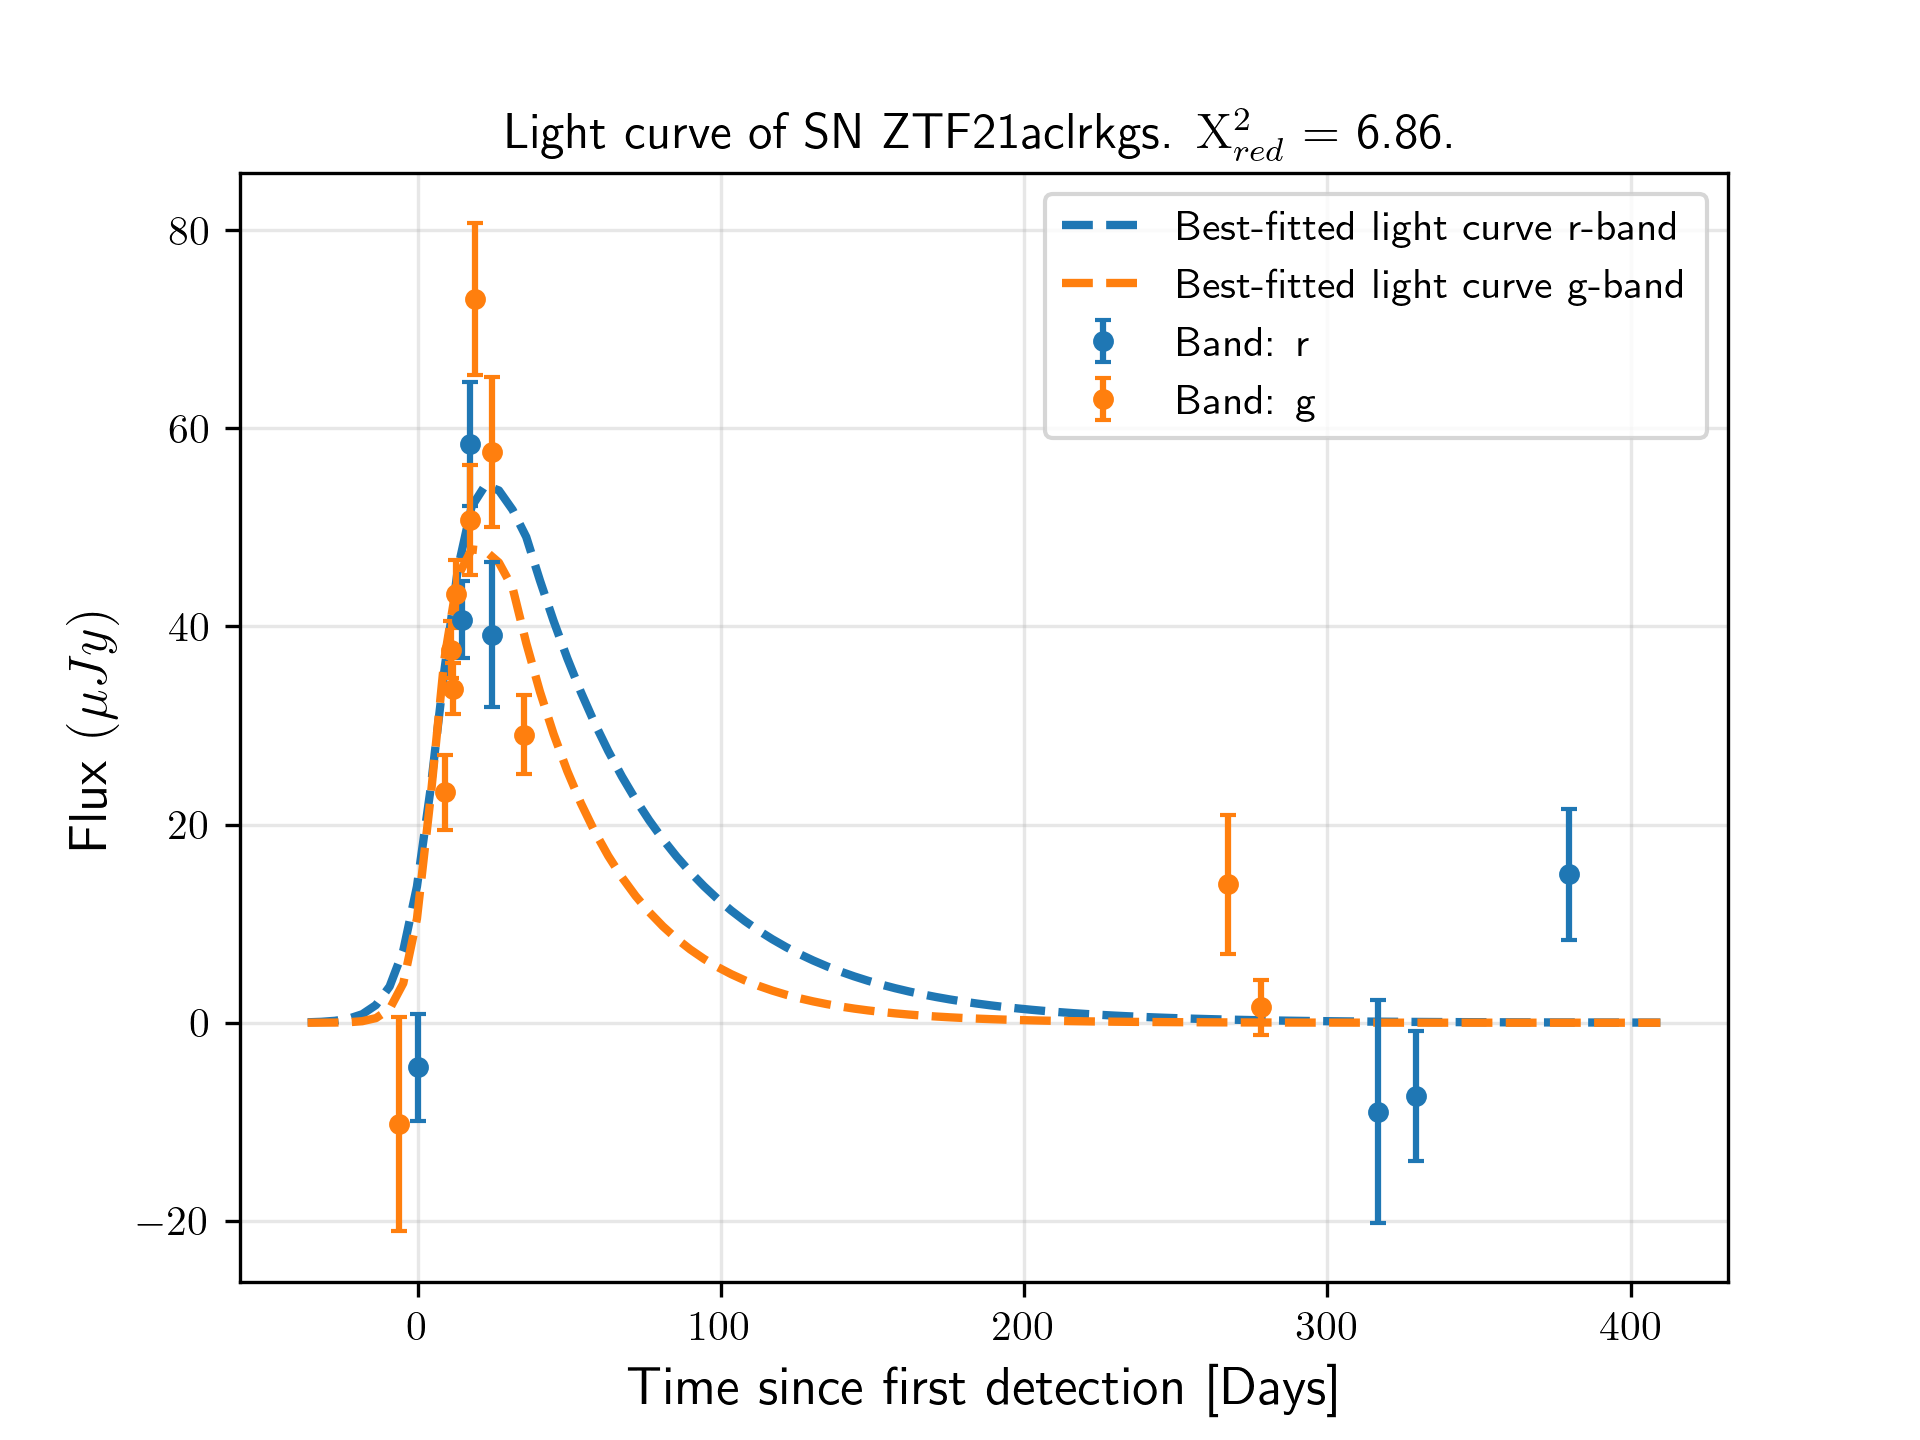 Light curve of SN ZTF21aclrkgs. X²_red = 6.86.
Best-fitted light curve r-band
Best-fitted light curve g-band
Band: r
Band: g
80
60
40
20
0
−20
Flux (μJy)
0 100 200 300 400
Time since first detection [Days]